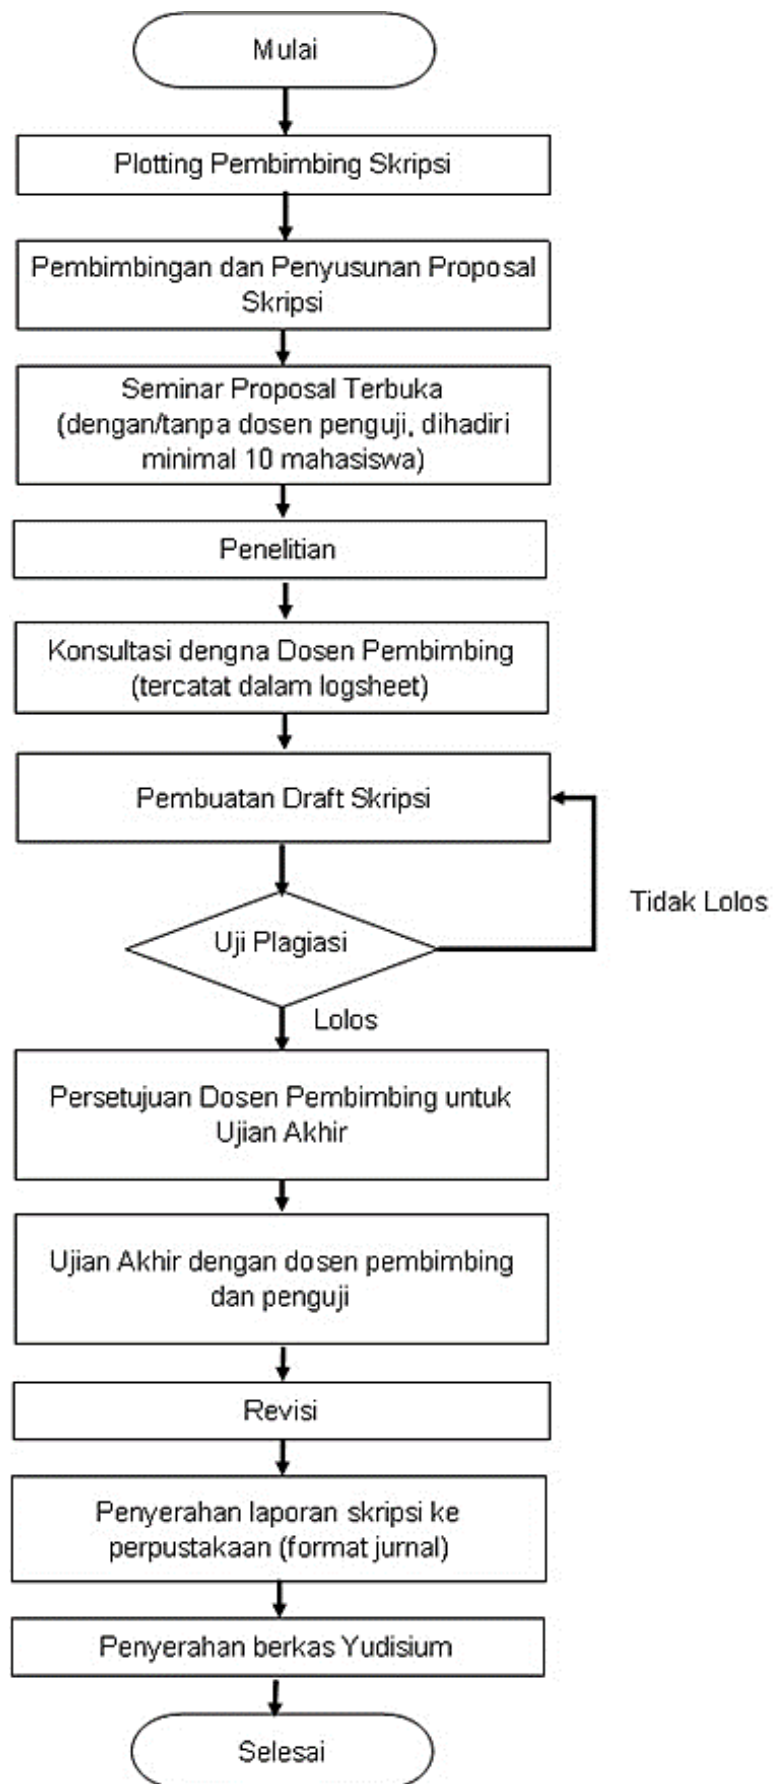 Mulai
Plotting Pembimbing Skripsi
Pembimbingan dan Penyusunan Proposal
Skripsi
Seminar Proposal Terbuka
(dengan/tanpa dosen penguji, dihadiri
minimal 10 mahasiswa)
Penelitian
Konsultasi dengna Dosen Pembimbing
(tercatat dalam logsheet)
Pembuatan Draft Skripsi
Tidak Lolos
Uji Plagiasi
Lolos
Persetujuan Dosen Pembimbing untuk
Ujian Akhir
Ujian Akhir dengan dosen pembimbing
dan penguji
Revisi
Penyerahan laporan skripsi ke
perpustakaan (format jurnal)
Penyerahan berkas Yudisium
Selesai